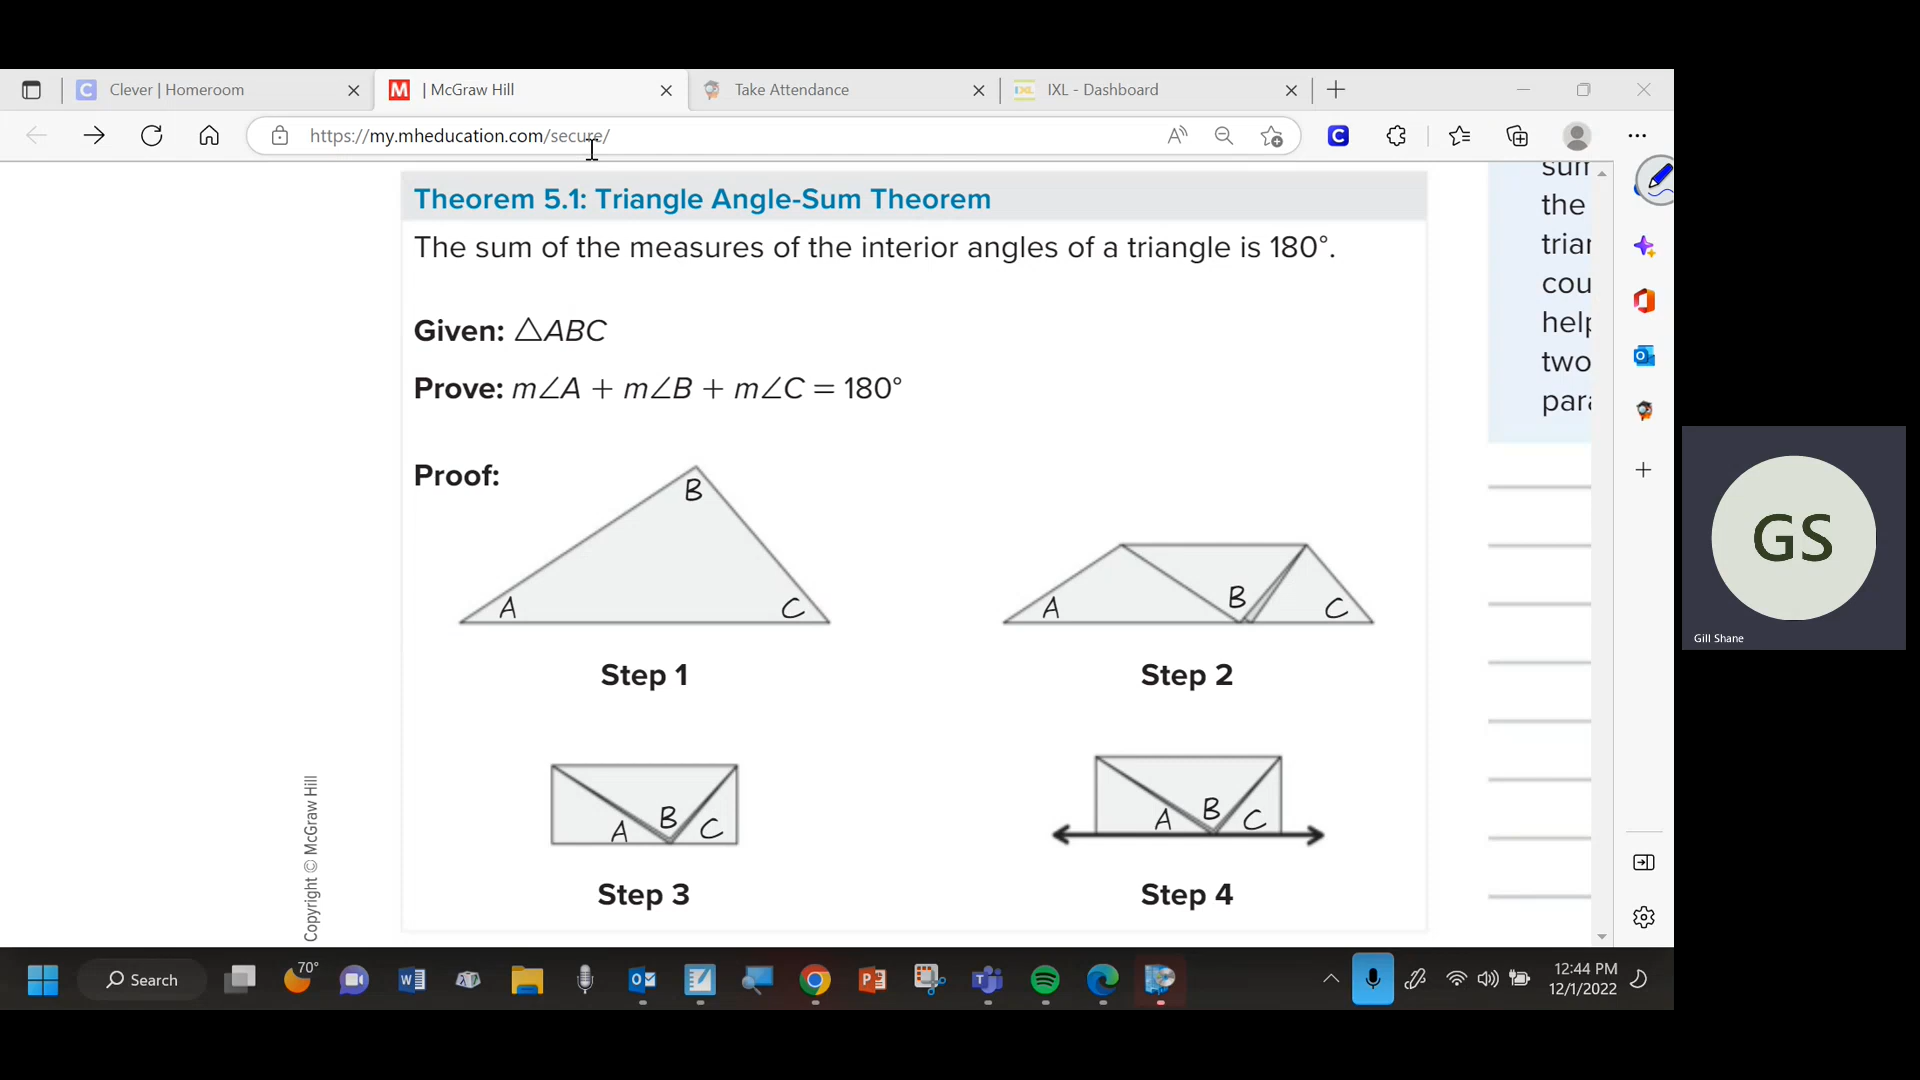 Clever | Homeroom
| McGraw Hill
Take Attendance
IXL - Dashboard
https://my.mheducation.com/secure/
Theorem 5.1: Triangle Angle-Sum Theorem
The sum of the measures of the interior angles of a triangle is 180°.
Given: △ABC
Prove: m∠A + m∠B + m∠C = 180°
Proof:
B
A
C
Step 1
A
B
C
Step 2
A
B
C
Step 3
A
B
C
Step 4
Copyright © McGraw Hill
the
two
GS
Gill Shane
70°
Search
12:44 PM
12/1/2022